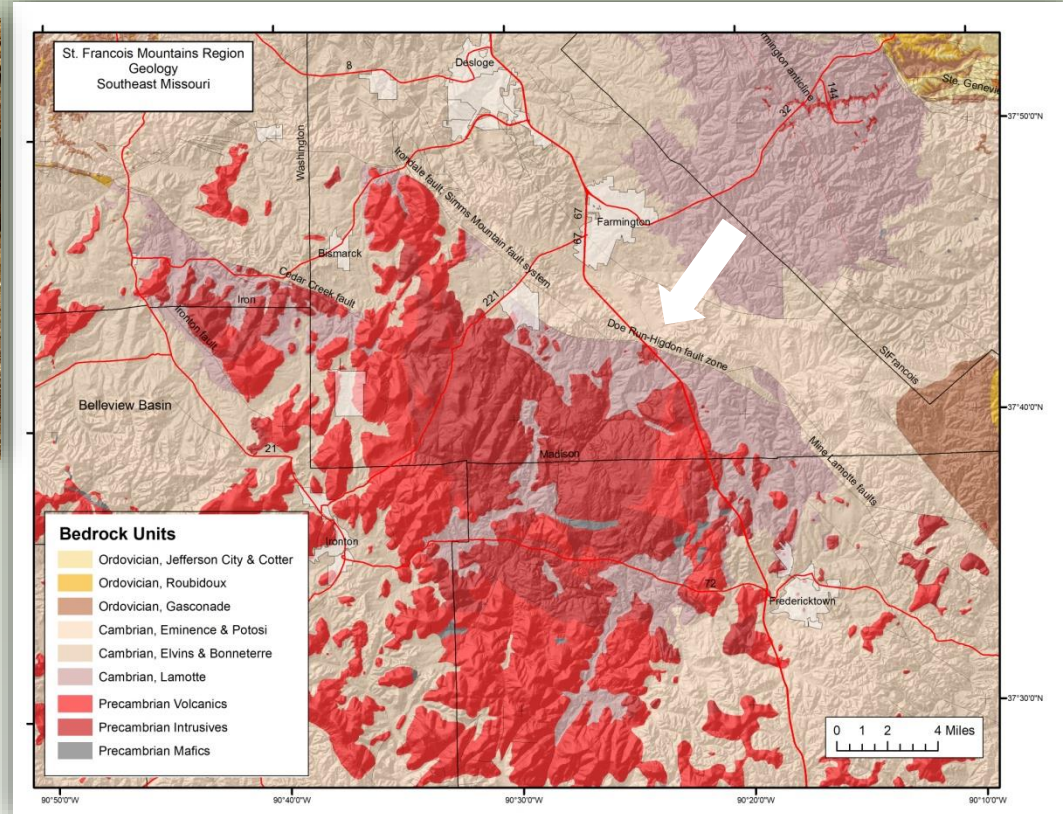 St. Francois Mountains Region
Geology
Southeast Missouri
8
Desloge
rmington anticline
144
32
Ste. Genevie
37°50'0"N
Washington
Irondale fault, Simms Mountain fault system
67
67
Farmington
Bismarck
Cedar Creek fault
Iron
Ironton fault
221
Doe Run-Higdon fault zone
St Francois
Belleview Basin
37°40'0"N
21
Madison
Mine Lamotte faults
Ironton
72
Fredericktown
37°30'0"N
Bedrock Units
Ordovician, Jefferson City & Cotter
Ordovician, Roubidoux
Ordovician, Gasconade
Cambrian, Eminence & Potosi
Cambrian, Elvins & Bonneterre
Cambrian, Lamotte
Precambrian Volcanics
Precambrian Intrusives
Precambrian Mafics
0 1 2 4 Miles
90°50'0"W 90°40'0"W 90°30'0"W 90°20'0"W 90°10'0"W